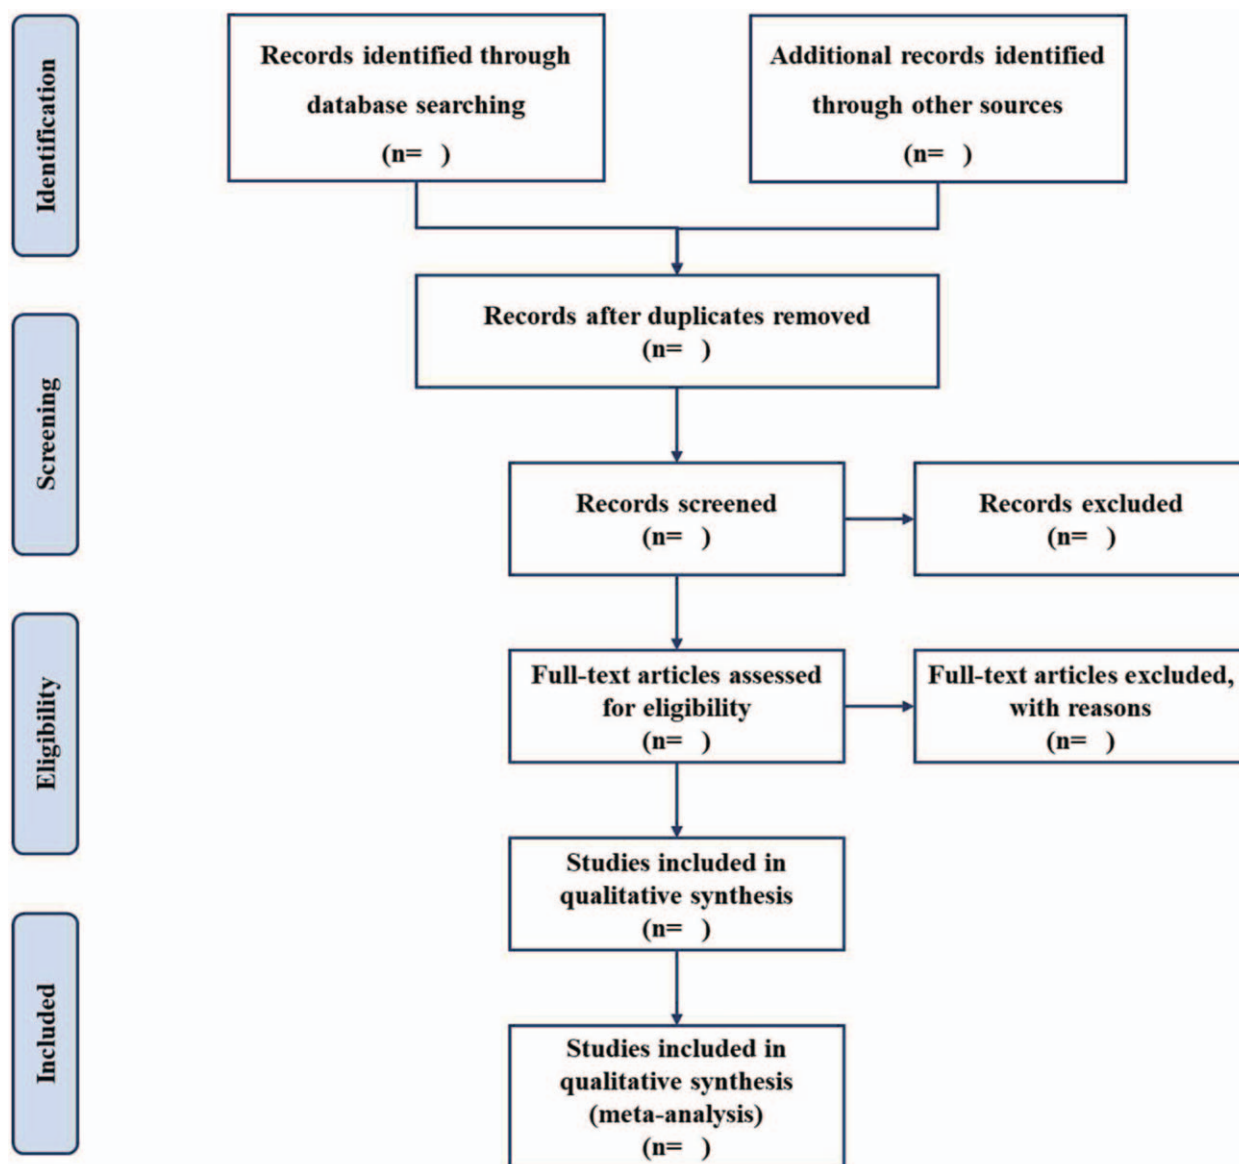 Identification
Records identified through
database searching
(n=  )
Additional records identified
through other sources
(n=  )
Screening
Records after duplicates removed
(n=  )
Records screened
(n=  )
Records excluded
(n=  )
Eligibility
Full-text articles assessed
for eligibility
(n=  )
Full-text articles excluded,
with reasons
(n=  )
Included
Studies included in
qualitative synthesis
(n=  )
Studies included in
qualitative synthesis
(meta-analysis)
(n=  )